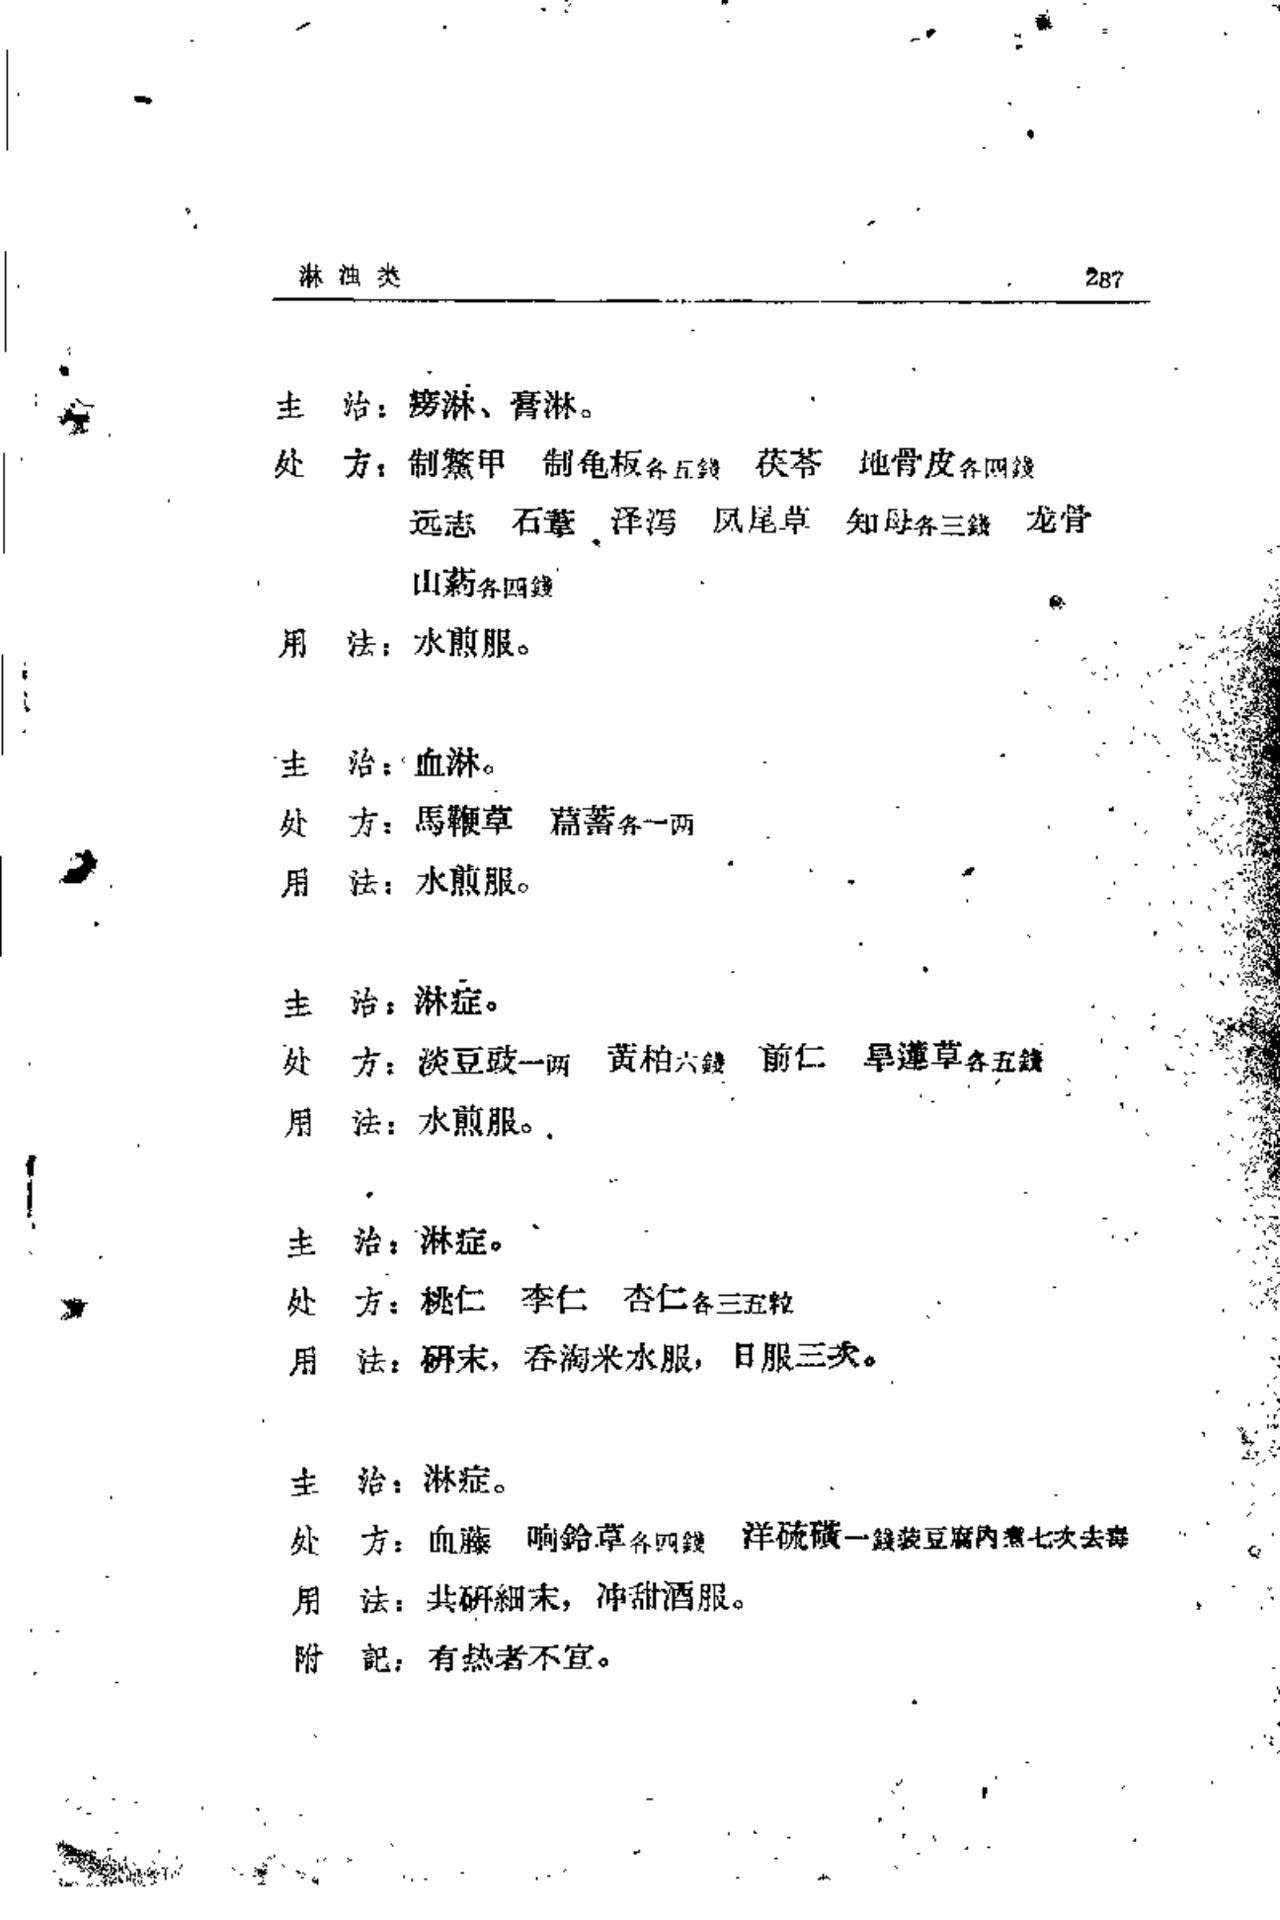 淋浊类 287
主 治：痨淋、膏淋。
处 方：制鱉甲 制龟板各五錢 茯苓 地骨皮各四錢
远志 石葦 泽泻 凤尾草 知母各三錢 龙骨
山药各四錢
用 法：水煎服。
主 治：血淋。
处 方：馬鞭草 萹蓄各一两
用 法：水煎服。
主 治：淋症。
处 方：淡豆豉一两 黄柏六錢 前仁 旱蓮草各五錢
用 法：水煎服。
主 治：淋症。
处 方：桃仁 李仁 杏仁各三五粒
用 法：研末，吞淘米水服，日服三次。
主 治：淋症。
处 方：血藤 响鈴草各四錢 洋硫磺一錢装豆腐内煮七次去毒
用 法：共研細末，冲甜酒服。
附 記：有热者不宜。